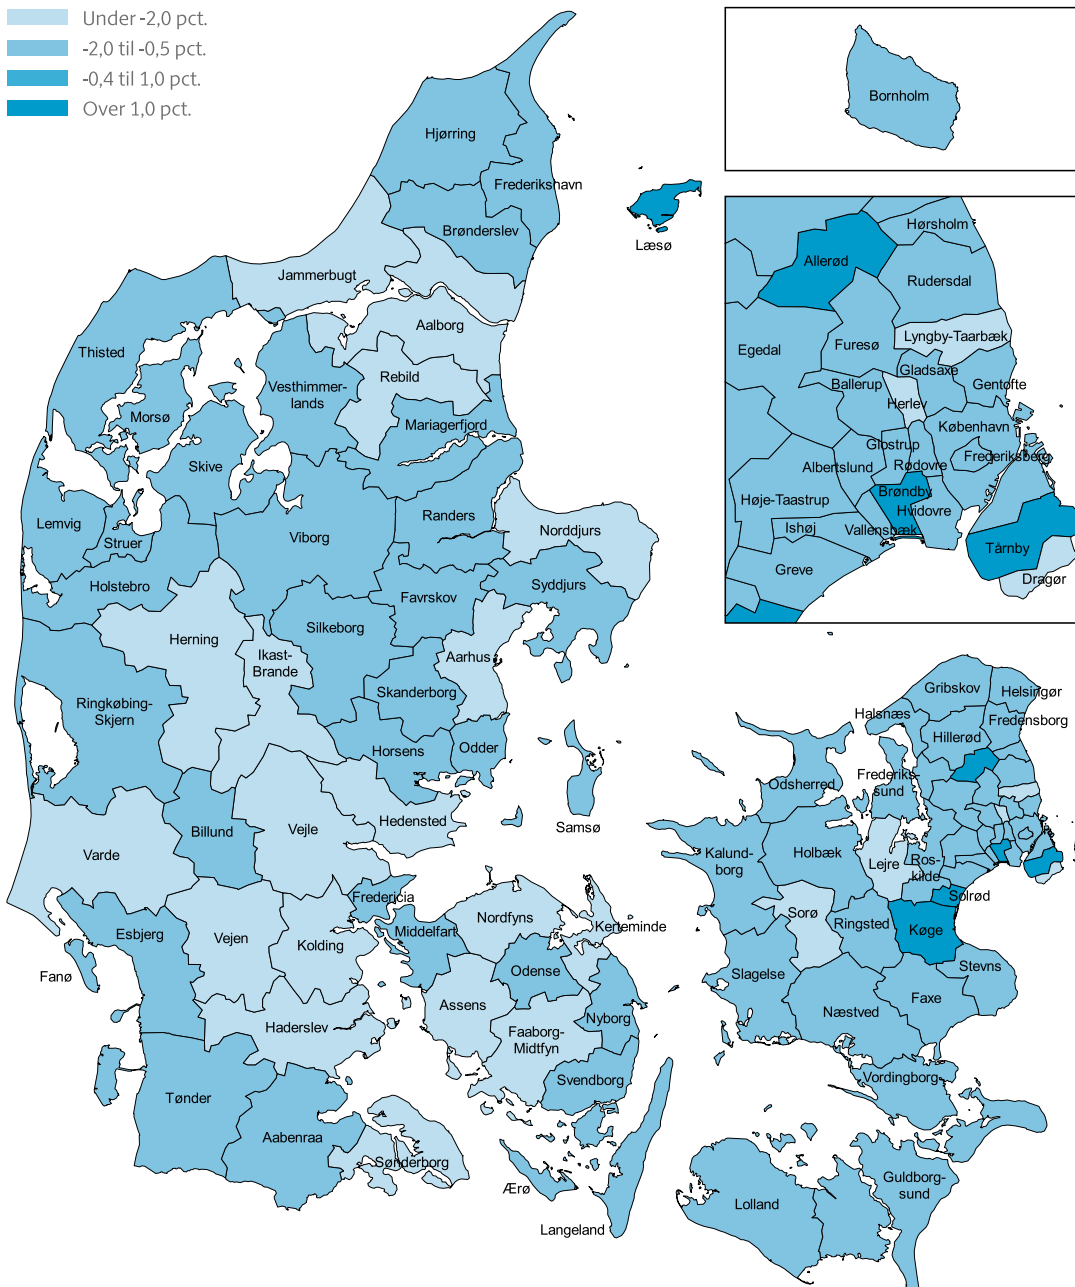 Under -2,0 pct.
-2,0 til -0,5 pct.
-0,4 til 1,0 pct.
Over 1,0 pct.
Bornholm
Hjørring
Frederikshavn
Brønderslev
Læsø
Jammerbugt
Aalborg
Thisted
Rebild
Vesthimmer-
lands
Morsø
Mariagerfjord
Skive
Lemvig
Struer
Viborg
Randers
Norddjurs
Holstebro
Favrskov
Syddjurs
Silkeborg
Herning
Ikast-
Brande
Aarhus
Skanderborg
Ringkøbing-
Skjern
Horsens
Odder
Samsø
Hedensted
Billund
Vejle
Varde
Fredericia
Nordfyns
Kerteminde
Middelfart
Esbjerg
Vejen
Kolding
Odense
Fanø
Assens
Nyborg
Haderslev
Faaborg-
Midtfyn
Svendborg
Tønder
Aabenraa
Sønderborg
Ærø
Langeland
Hørsholm
Allerød
Rudersdal
Lyngby-Taarbæk
Egedal
Furesø
Gladsaxe
Ballerup
Gentofte
Herlev
København
Glostrup
Frederiksberg
Albertslund
Rødovre
Brøndby
Høje-Taastrup
Hvidovre
Ishøj
Vallensbæk
Tårnby
Greve
Dragør
Gribskov
Helsingør
Halsnæs
Fredensborg
Hillerød
Odsherred
Frederiks-
sund
Kalund-
borg
Holbæk
Lejre
Ros-
kilde
Solrød
Sorø
Ringsted
Køge
Slagelse
Stevns
Næstved
Faxe
Vordingborg
Guldborg-
sund
Lolland